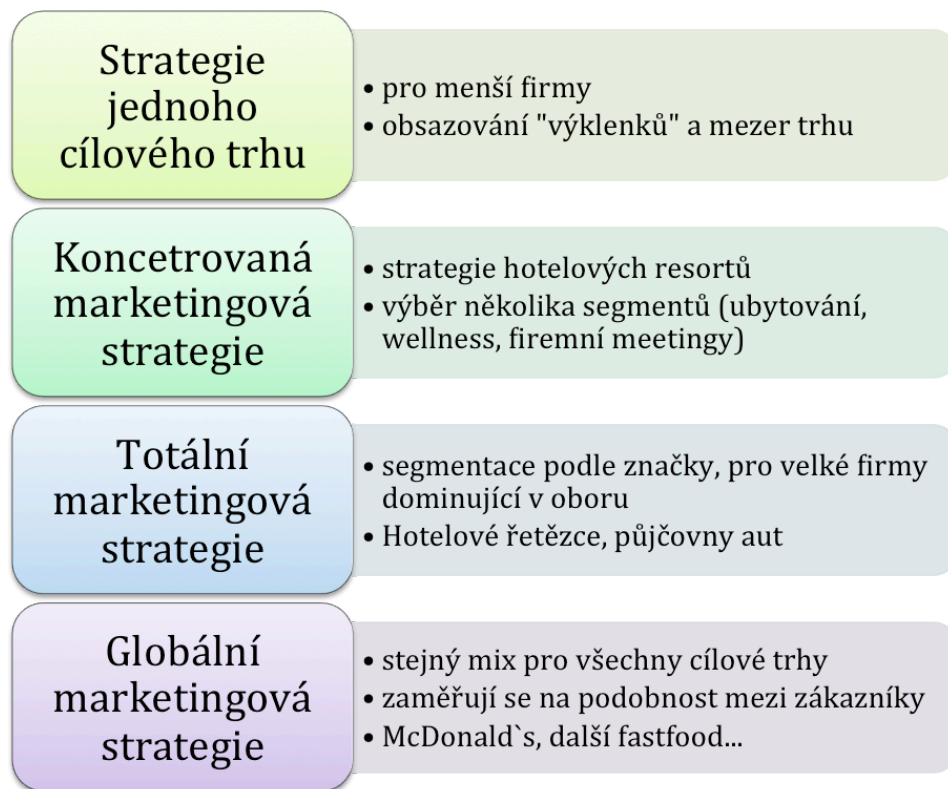 Strategie
jednoho
cílového trhu
• pro menší firmy
• obsazování "výklenků" a mezer trhu
Koncetrovaná
marketingová
strategie
• strategie hotelových resortů
• výběr několika segmentů (ubytování,
wellness, firemní meetingy)
Totální
marketingová
strategie
• segmentace podle značky, pro velké firmy
dominující v oboru
• Hotelové řetězce, půjčovny aut
Globální
marketingová
strategie
• stejný mix pro všechny cílové trhy
• zaměřují se na podobnost mezi zákazníky
• McDonald`s, další fastfood...